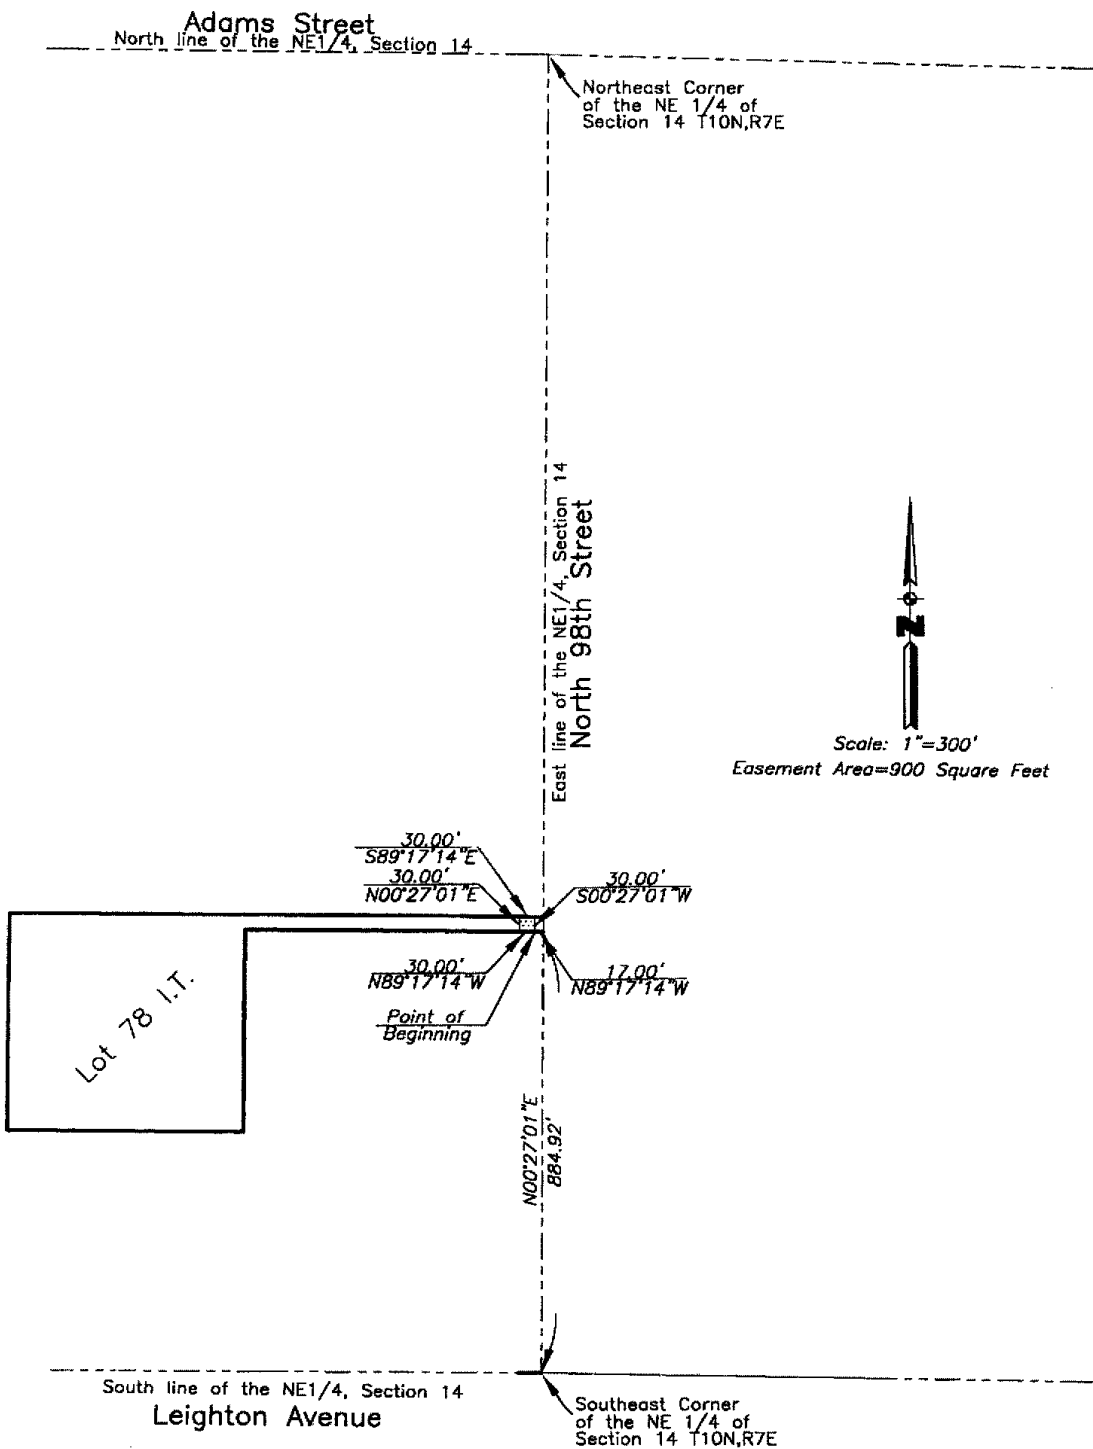 Adams Street
North line of the NE1/4, Section 14
Northeast Corner
of the NE 1/4 of
Section 14 T10N,R7E
East line of the NE1/4, Section 14
North 98th Street
N
Scale: 1"=300'
Easement Area=900 Square Feet
30.00'
S89°17'14"E
30.00'
N00°27'01"E
30.00'
S00°27'01"W
30.00'
N89°17'14"W
17.00'
N89°17'14"W
Point of
Beginning
Lot 78 I.T.
N00°27'01"E
884.92'
South line of the NE1/4, Section 14
Leighton Avenue
Southeast Corner
of the NE 1/4 of
Section 14 T10N,R7E